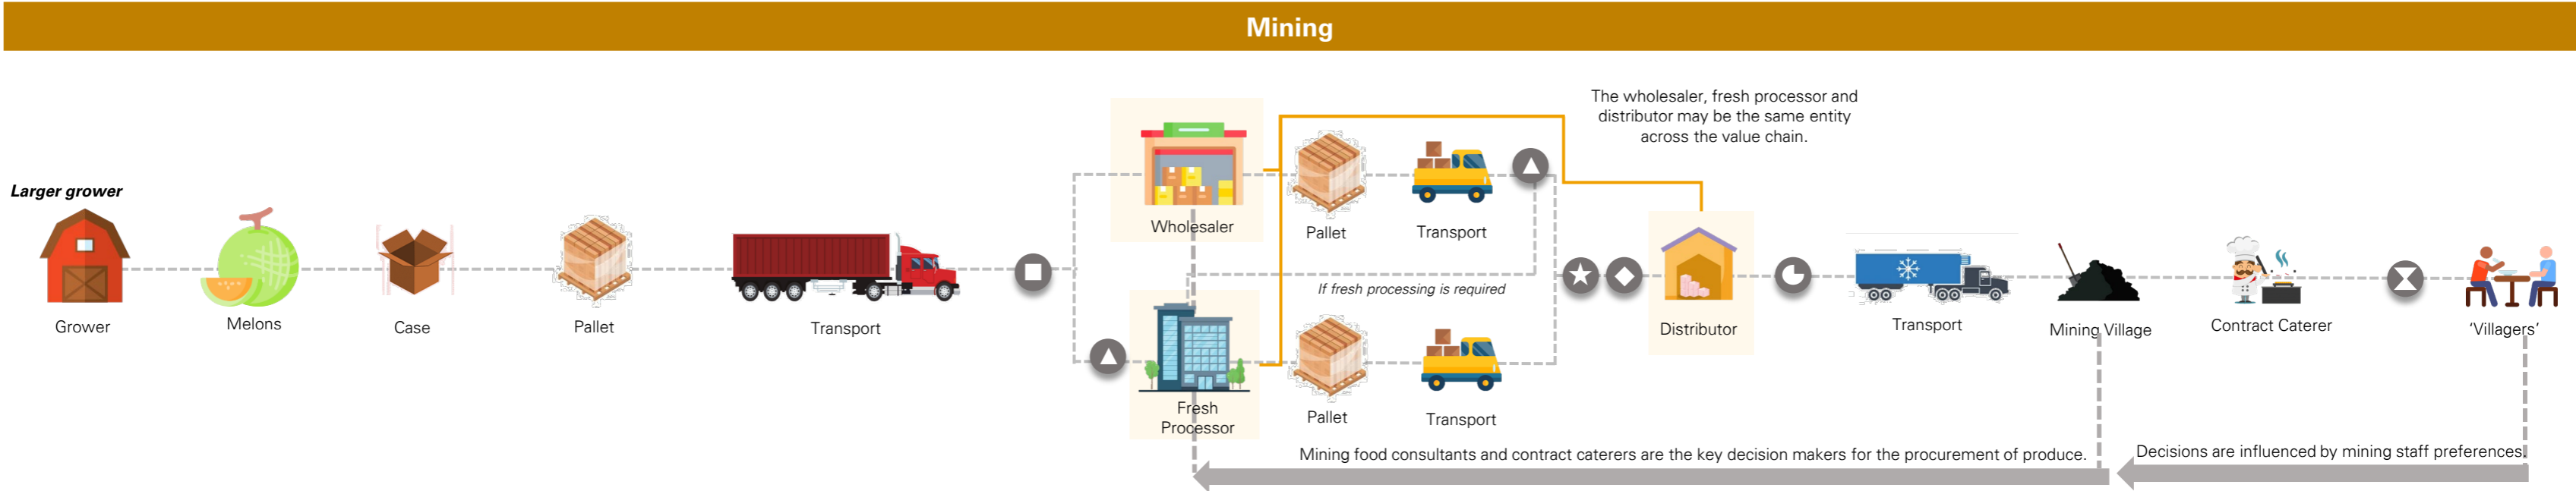 Mining
The wholesaler, fresh processor and
distributor may be the same entity
across the value chain.
Larger grower
Grower
Melons
Case
Pallet
Transport
Wholesaler
Pallet
Transport
If fresh processing is required
Fresh
Processor
Pallet
Transport
Distributor
Transport
Mining Village
Contract Caterer
‘Villagers’
Mining food consultants and contract caterers are the key decision makers for the procurement of produce.
Decisions are influenced by mining staff preferences.